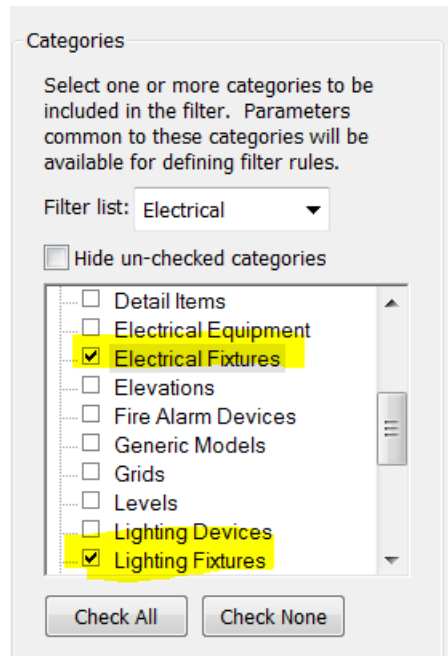 Categories
Select one or more categories to be
included in the filter. Parameters
common to these categories will be
available for defining filter rules.
Filter list: Electrical
Hide un-checked categories
Detail Items
Electrical Equipment
Electrical Fixtures
Elevations
Fire Alarm Devices
Generic Models
Grids
Levels
Lighting Devices
Lighting Fixtures
Check All Check None